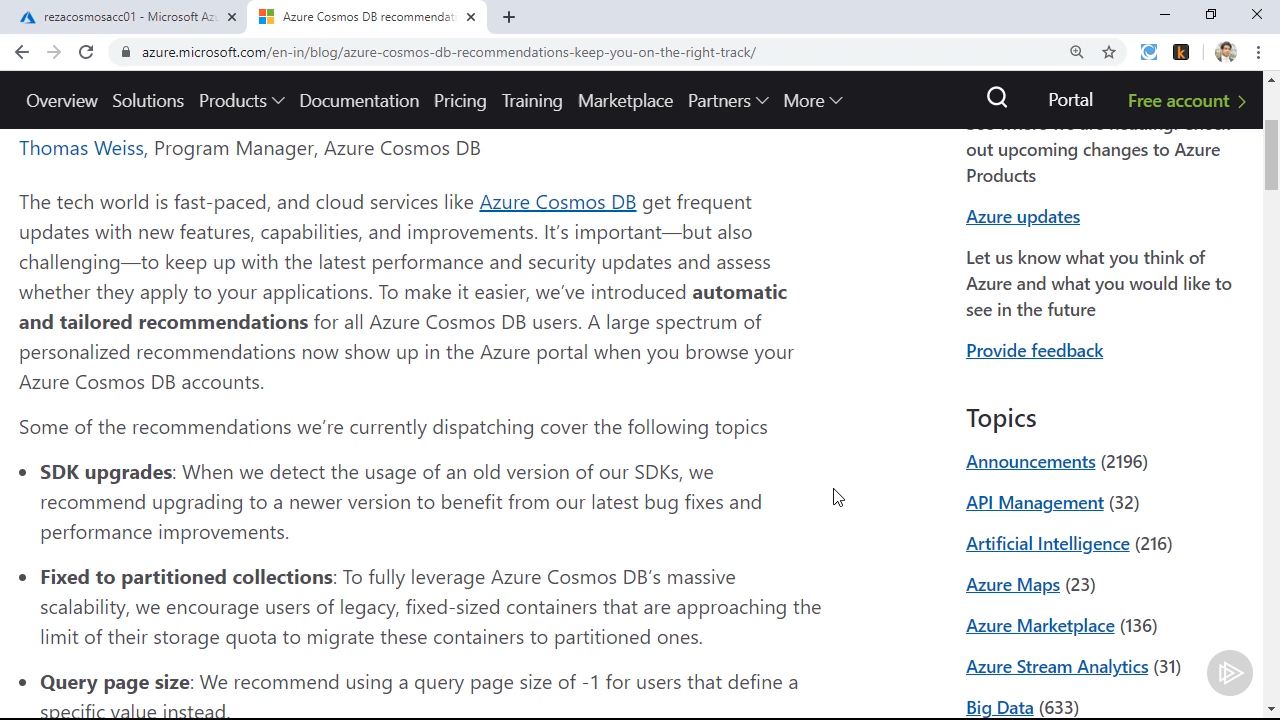 rezacosmosacc01 - Microsoft Az
Azure Cosmos DB recommendat
azure.microsoft.com/en-in/blog/azure-cosmos-db-recommendations-keep-you-on-the-right-track/
Overview Solutions Products Documentation Pricing Training Marketplace Partners More Portal Free account
Thomas Weiss, Program Manager, Azure Cosmos DB
The tech world is fast-paced, and cloud services like Azure Cosmos DB get frequent
updates with new features, capabilities, and improvements. It's important—but also
challenging—to keep up with the latest performance and security updates and assess
whether they apply to your applications. To make it easier, we've introduced automatic
and tailored recommendations for all Azure Cosmos DB users. A large spectrum of
personalized recommendations now show up in the Azure portal when you browse your
Azure Cosmos DB accounts.
Some of the recommendations we're currently dispatching cover the following topics
• SDK upgrades: When we detect the usage of an old version of our SDKs, we
recommend upgrading to a newer version to benefit from our latest bug fixes and
performance improvements.
• Fixed to partitioned collections: To fully leverage Azure Cosmos DB's massive
scalability, we encourage users of legacy, fixed-sized containers that are approaching the
limit of their storage quota to migrate these containers to partitioned ones.
• Query page size: We recommend using a query page size of -1 for users that define a
specific value instead.
See where we are heading. Check
out upcoming changes to Azure
Products
Azure updates
Let us know what you think of
Azure and what you would like to
see in the future
Provide feedback
Topics
Announcements (2196)
API Management (32)
Artificial Intelligence (216)
Azure Maps (23)
Azure Marketplace (136)
Azure Stream Analytics (31)
Big Data (633)